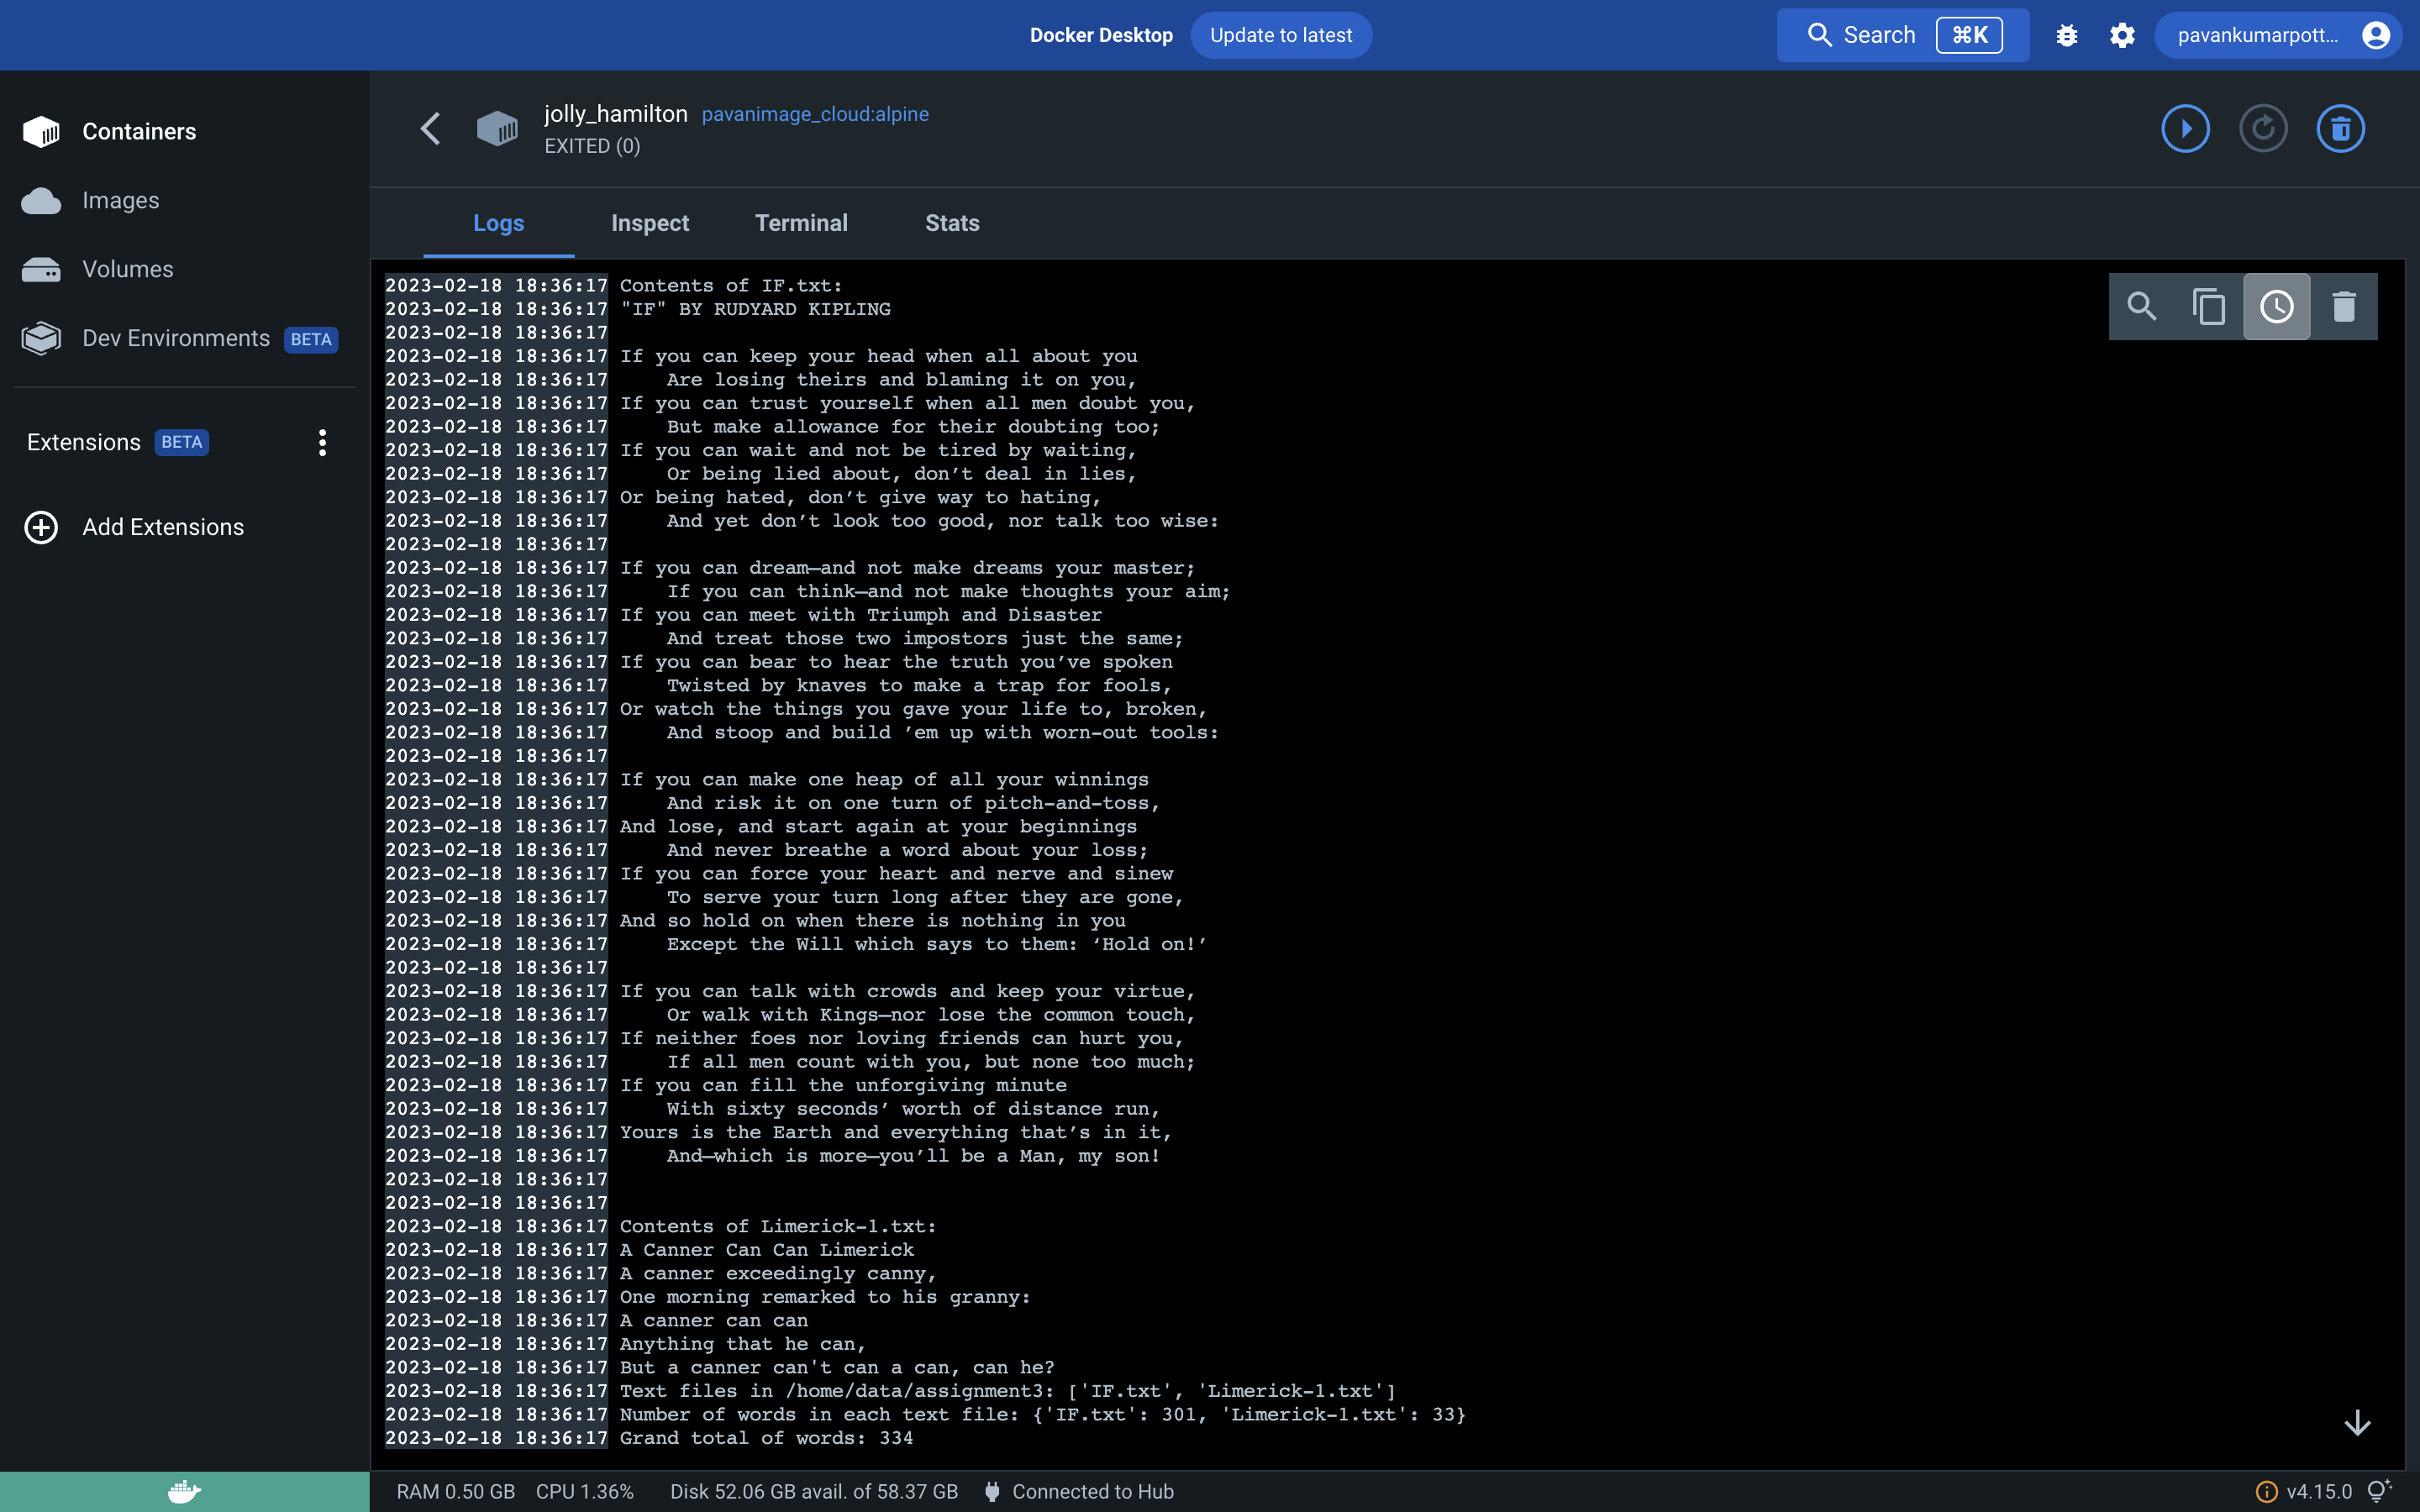 Docker Desktop Update to latest Search ⌘K pavankumarpott...
Containers
Images
Volumes
Dev Environments BETA
Extensions BETA
Add Extensions
jolly_hamilton pavanimage_cloud:alpine
EXITED (0)
Logs Inspect Terminal Stats
2023-02-18 18:36:17 Contents of IF.txt:
2023-02-18 18:36:17 "IF" BY RUDYARD KIPLING
2023-02-18 18:36:17
2023-02-18 18:36:17 If you can keep your head when all about you
2023-02-18 18:36:17     Are losing theirs and blaming it on you,
2023-02-18 18:36:17 If you can trust yourself when all men doubt you,
2023-02-18 18:36:17     But make allowance for their doubting too;
2023-02-18 18:36:17 If you can wait and not be tired by waiting,
2023-02-18 18:36:17     Or being lied about, don’t deal in lies,
2023-02-18 18:36:17 Or being hated, don’t give way to hating,
2023-02-18 18:36:17     And yet don’t look too good, nor talk too wise:
2023-02-18 18:36:17
2023-02-18 18:36:17 If you can dream—and not make dreams your master;
2023-02-18 18:36:17     If you can think—and not make thoughts your aim;
2023-02-18 18:36:17 If you can meet with Triumph and Disaster
2023-02-18 18:36:17     And treat those two impostors just the same;
2023-02-18 18:36:17 If you can bear to hear the truth you’ve spoken
2023-02-18 18:36:17     Twisted by knaves to make a trap for fools,
2023-02-18 18:36:17 Or watch the things you gave your life to, broken,
2023-02-18 18:36:17     And stoop and build ’em up with worn-out tools:
2023-02-18 18:36:17
2023-02-18 18:36:17 If you can make one heap of all your winnings
2023-02-18 18:36:17     And risk it on one turn of pitch-and-toss,
2023-02-18 18:36:17 And lose, and start again at your beginnings
2023-02-18 18:36:17     And never breathe a word about your loss;
2023-02-18 18:36:17 If you can force your heart and nerve and sinew
2023-02-18 18:36:17     To serve your turn long after they are gone,
2023-02-18 18:36:17 And so hold on when there is nothing in you
2023-02-18 18:36:17     Except the Will which says to them: ‘Hold on!’
2023-02-18 18:36:17
2023-02-18 18:36:17 If you can talk with crowds and keep your virtue,
2023-02-18 18:36:17     Or walk with Kings—nor lose the common touch,
2023-02-18 18:36:17 If neither foes nor loving friends can hurt you,
2023-02-18 18:36:17     If all men count with you, but none too much;
2023-02-18 18:36:17 If you can fill the unforgiving minute
2023-02-18 18:36:17     With sixty seconds’ worth of distance run,
2023-02-18 18:36:17 Yours is the Earth and everything that’s in it,
2023-02-18 18:36:17     And—which is more—you’ll be a Man, my son!
2023-02-18 18:36:17
2023-02-18 18:36:17
2023-02-18 18:36:17 Contents of Limerick-1.txt:
2023-02-18 18:36:17 A Canner Can Can Limerick
2023-02-18 18:36:17 A canner exceedingly canny,
2023-02-18 18:36:17 One morning remarked to his granny:
2023-02-18 18:36:17 A canner can can
2023-02-18 18:36:17 Anything that he can,
2023-02-18 18:36:17 But a canner can't can a can, can he?
2023-02-18 18:36:17 Text files in /home/data/assignment3: ['IF.txt', 'Limerick-1.txt']
2023-02-18 18:36:17 Number of words in each text file: {'IF.txt': 301, 'Limerick-1.txt': 33}
2023-02-18 18:36:17 Grand total of words: 334
RAM 0.50 GB CPU 1.36% Disk 52.06 GB avail. of 58.37 GB Connected to Hub v4.15.0